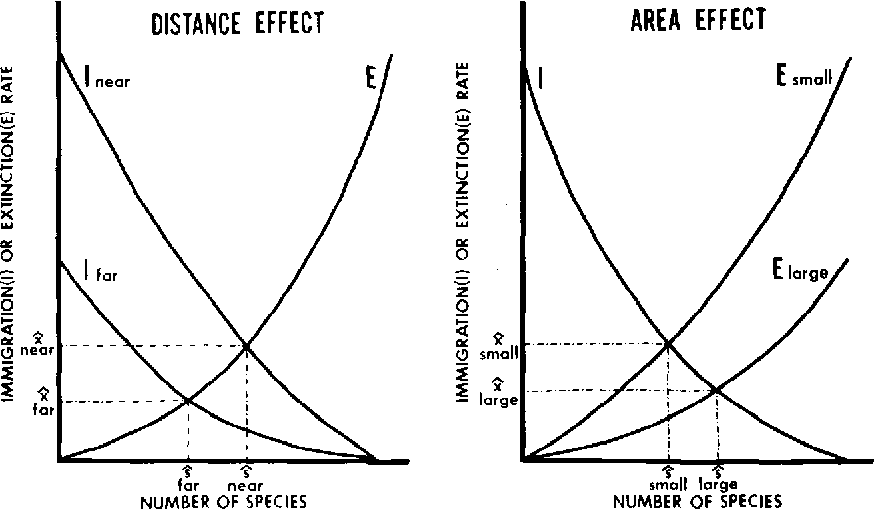 DISTANCE EFFECT
IMMIGRATION(I) OR EXTINCTION(E) RATE
I near
E
I far
x̂ near
x̂ far
ŝ far
ŝ near
NUMBER OF SPECIES
AREA EFFECT
IMMIGRATION(I) OR EXTINCTION(E) RATE
I
E small
E large
x̂ small
x̂ large
ŝ small
ŝ large
NUMBER OF SPECIES